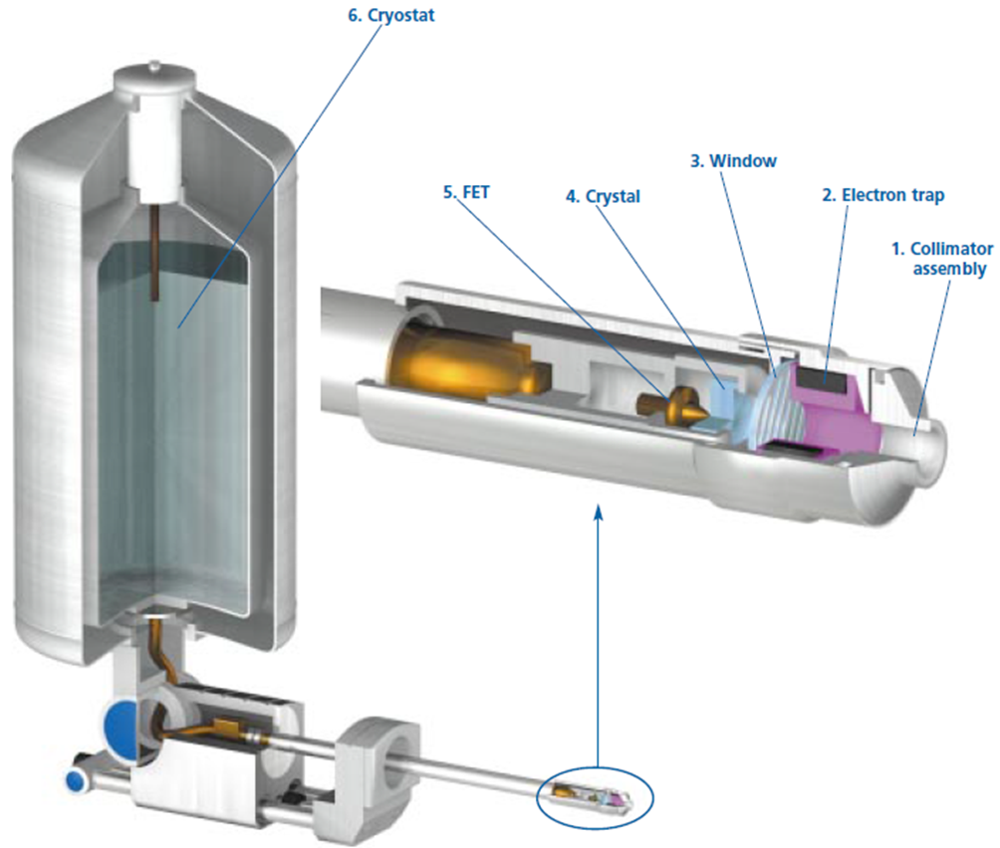 6. Cryostat
3. Window
5. FET
4. Crystal
2. Electron trap
1. Collimator
assembly